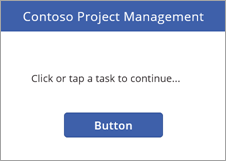 Contoso Project Management
Click or tap a task to continue...
Button